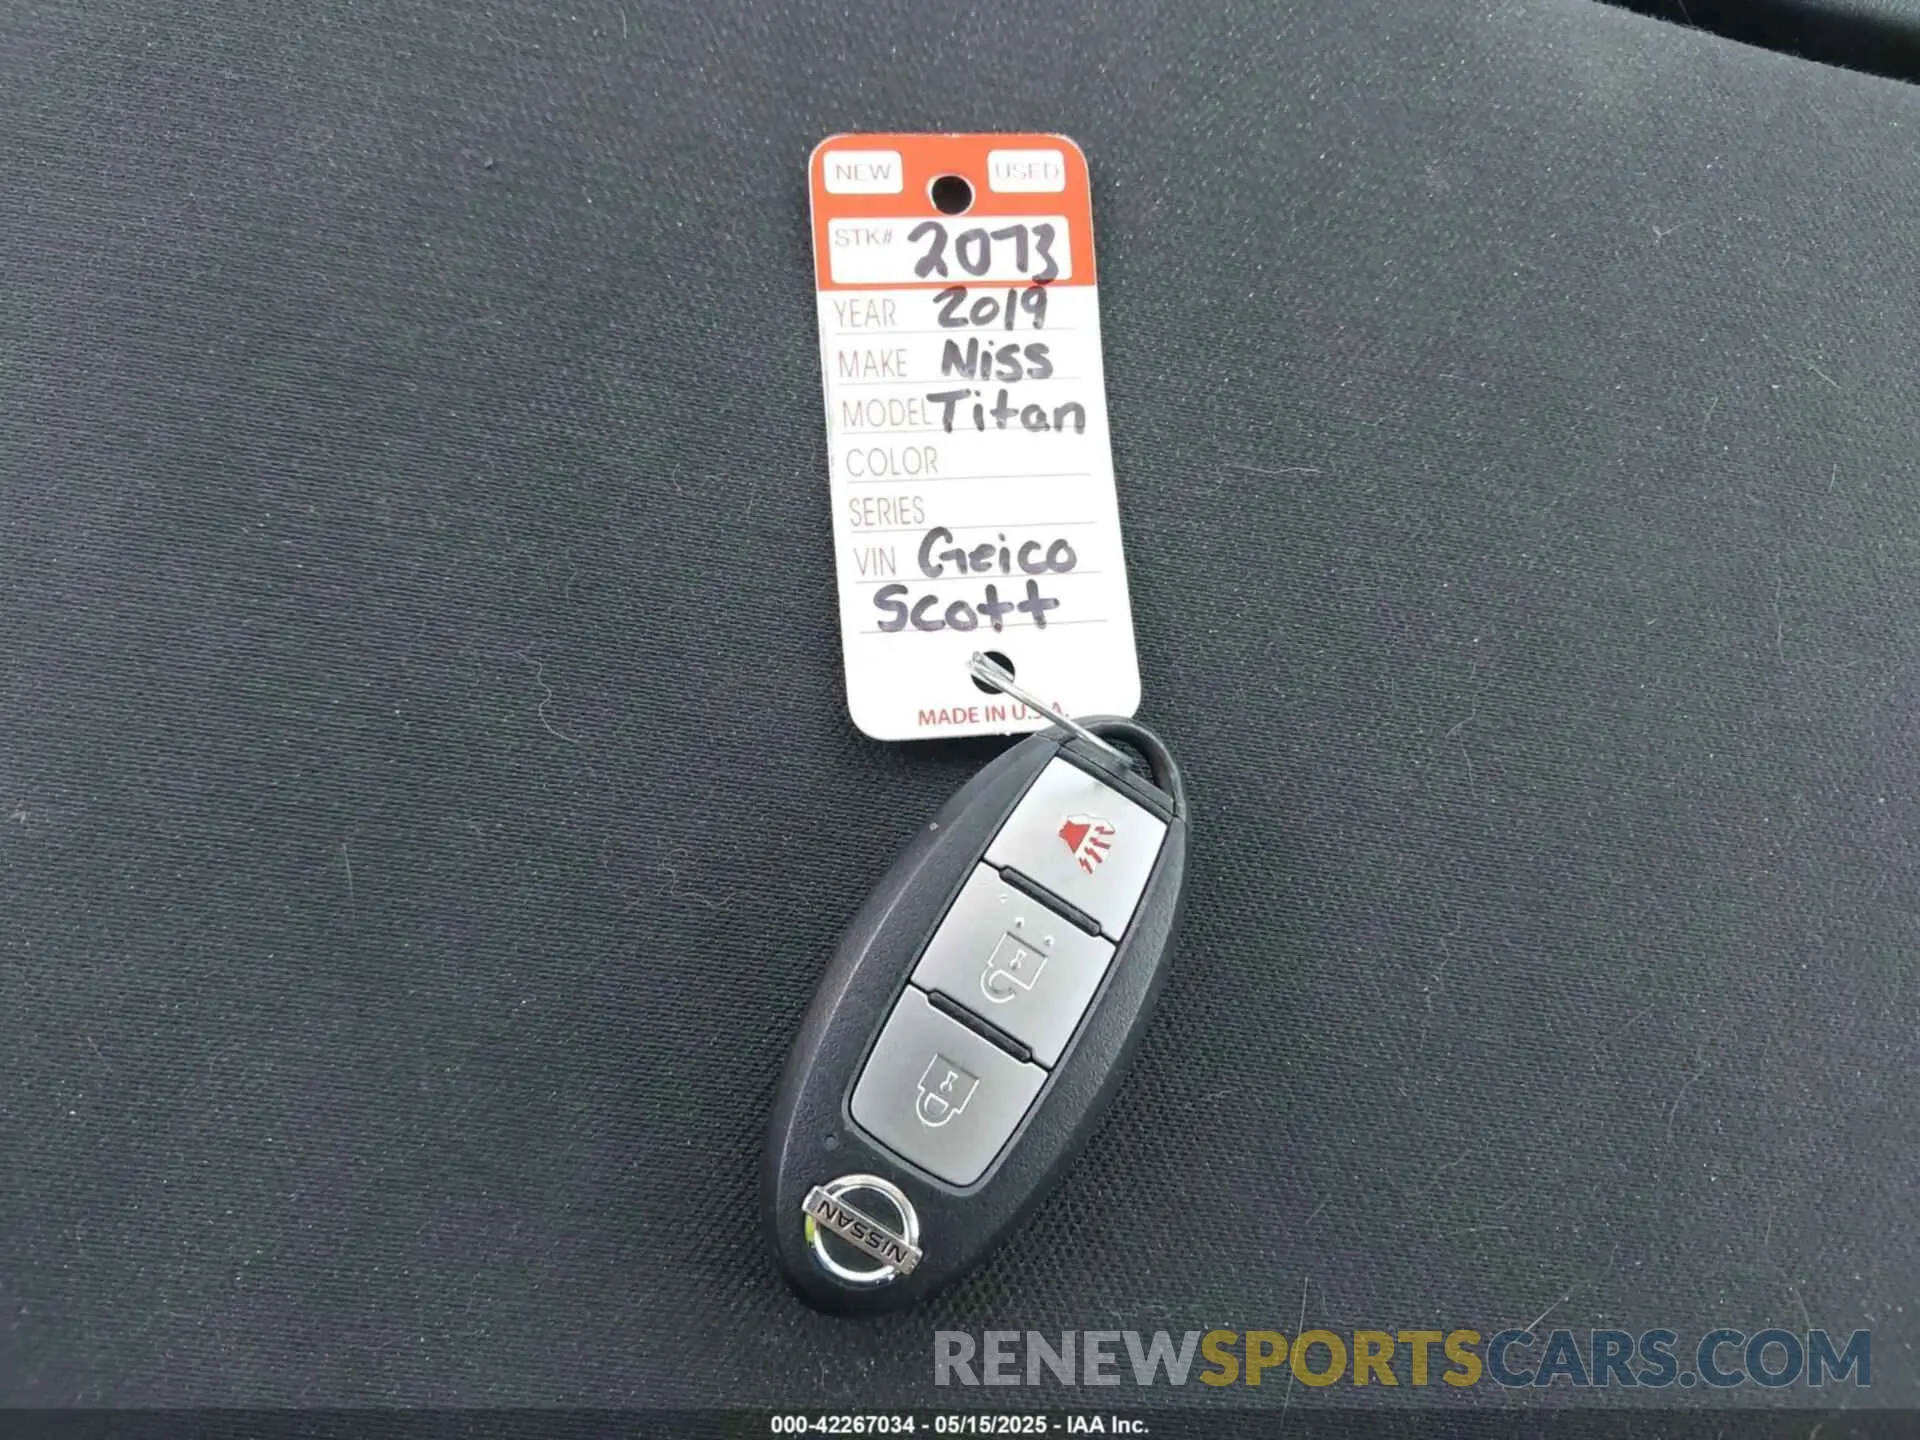 NEW USED
STK# 2073
YEAR 2019
MAKE Niss
MODEL Titan
COLOR
SERIES
VIN Geico
Scott
MADE IN U.S.A.
NISSAN
RENEWSPORTSCARS.COM
000-42267034 - 05/15/2025 - IAA Inc.